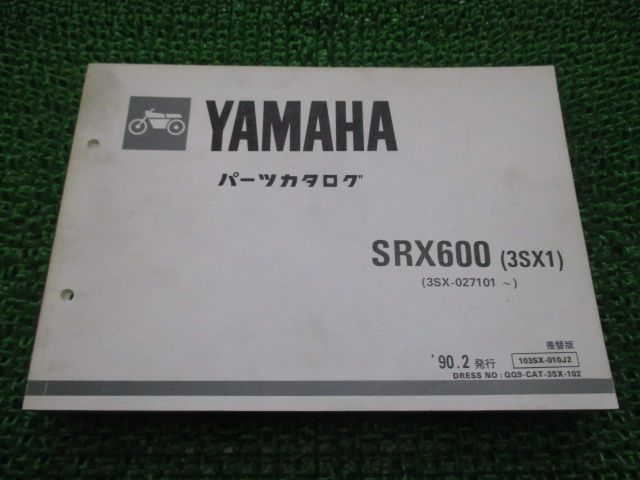 YAMAHA
パーツカタログ
SRX600 (3SX1)
(3SX-027101 ~)
差替版
'90.2 発行 103SX-010J2
DRESS NO : QQ9-CAT-3SX-102